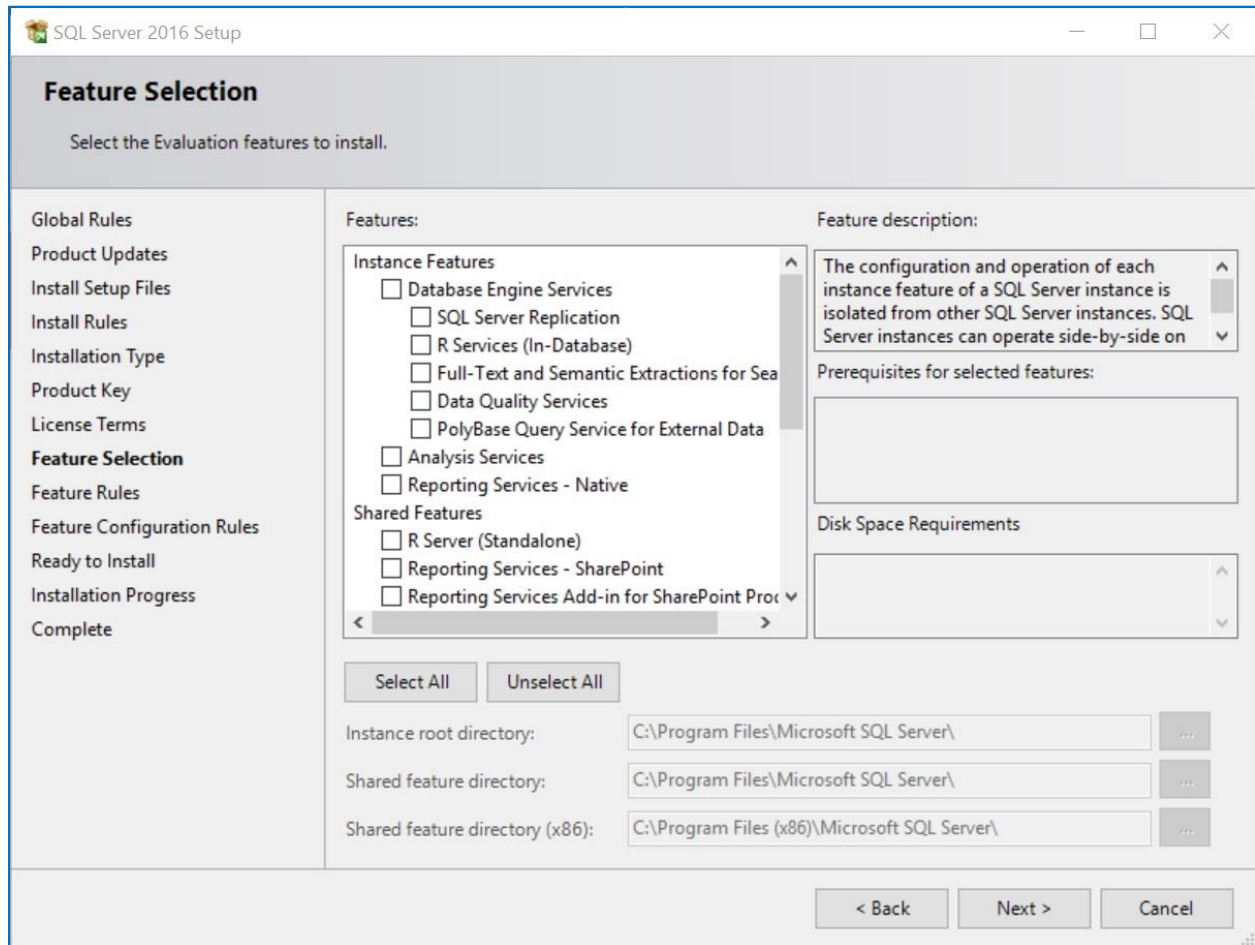 SQL Server 2016 Setup
Feature Selection
Select the Evaluation features to install.
Global Rules
Product Updates
Install Setup Files
Install Rules
Installation Type
Product Key
License Terms
Feature Selection
Feature Rules
Feature Configuration Rules
Ready to Install
Installation Progress
Complete
Features:
Instance Features
Database Engine Services
SQL Server Replication
R Services (In-Database)
Full-Text and Semantic Extractions for Sea
Data Quality Services
PolyBase Query Service for External Data
Analysis Services
Reporting Services - Native
Shared Features
R Server (Standalone)
Reporting Services - SharePoint
Reporting Services Add-in for SharePoint Proc
Feature description:
The configuration and operation of each
instance feature of a SQL Server instance is
isolated from other SQL Server instances. SQL
Server instances can operate side-by-side on
Prerequisites for selected features:
Disk Space Requirements
Select All
Unselect All
Instance root directory:
C:\Program Files\Microsoft SQL Server\
...
Shared feature directory:
C:\Program Files\Microsoft SQL Server\
...
Shared feature directory (x86):
C:\Program Files (x86)\Microsoft SQL Server\
...
< Back
Next >
Cancel